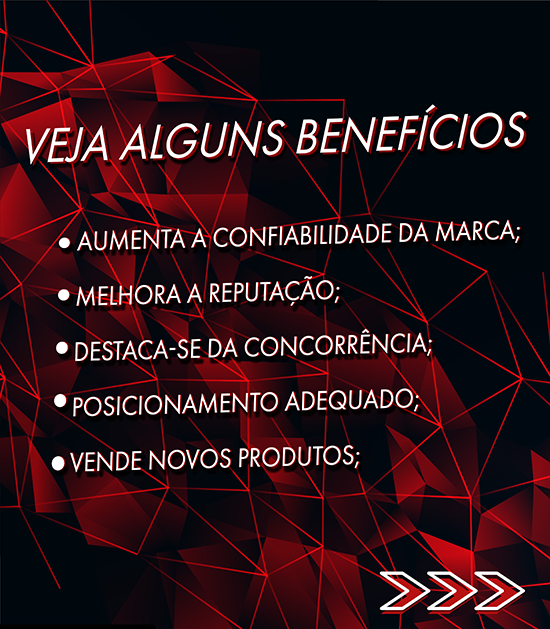 VEJA ALGUNS BENEFÍCIOS
• AUMENTA A CONFIABILIDADE DA MARCA;
• MELHORA A REPUTAÇÃO;
• DESTACA-SE DA CONCORRÊNCIA;
• POSICIONAMENTO ADEQUADO;
• VENDE NOVOS PRODUTOS;